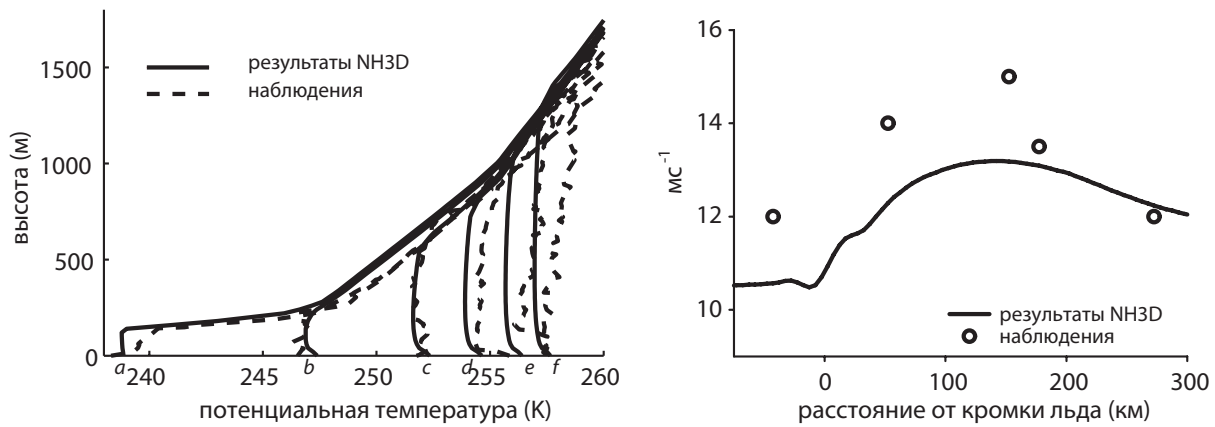 1500
1000
500
0
высота (м)
результаты NH3D
наблюдения
a b c d e f
240 245 250 255 260
потенциальная температура (K)
16
14
12
10
мс⁻¹
результаты NH3D
наблюдения
0 100 200 300
расстояние от кромки льда (км)